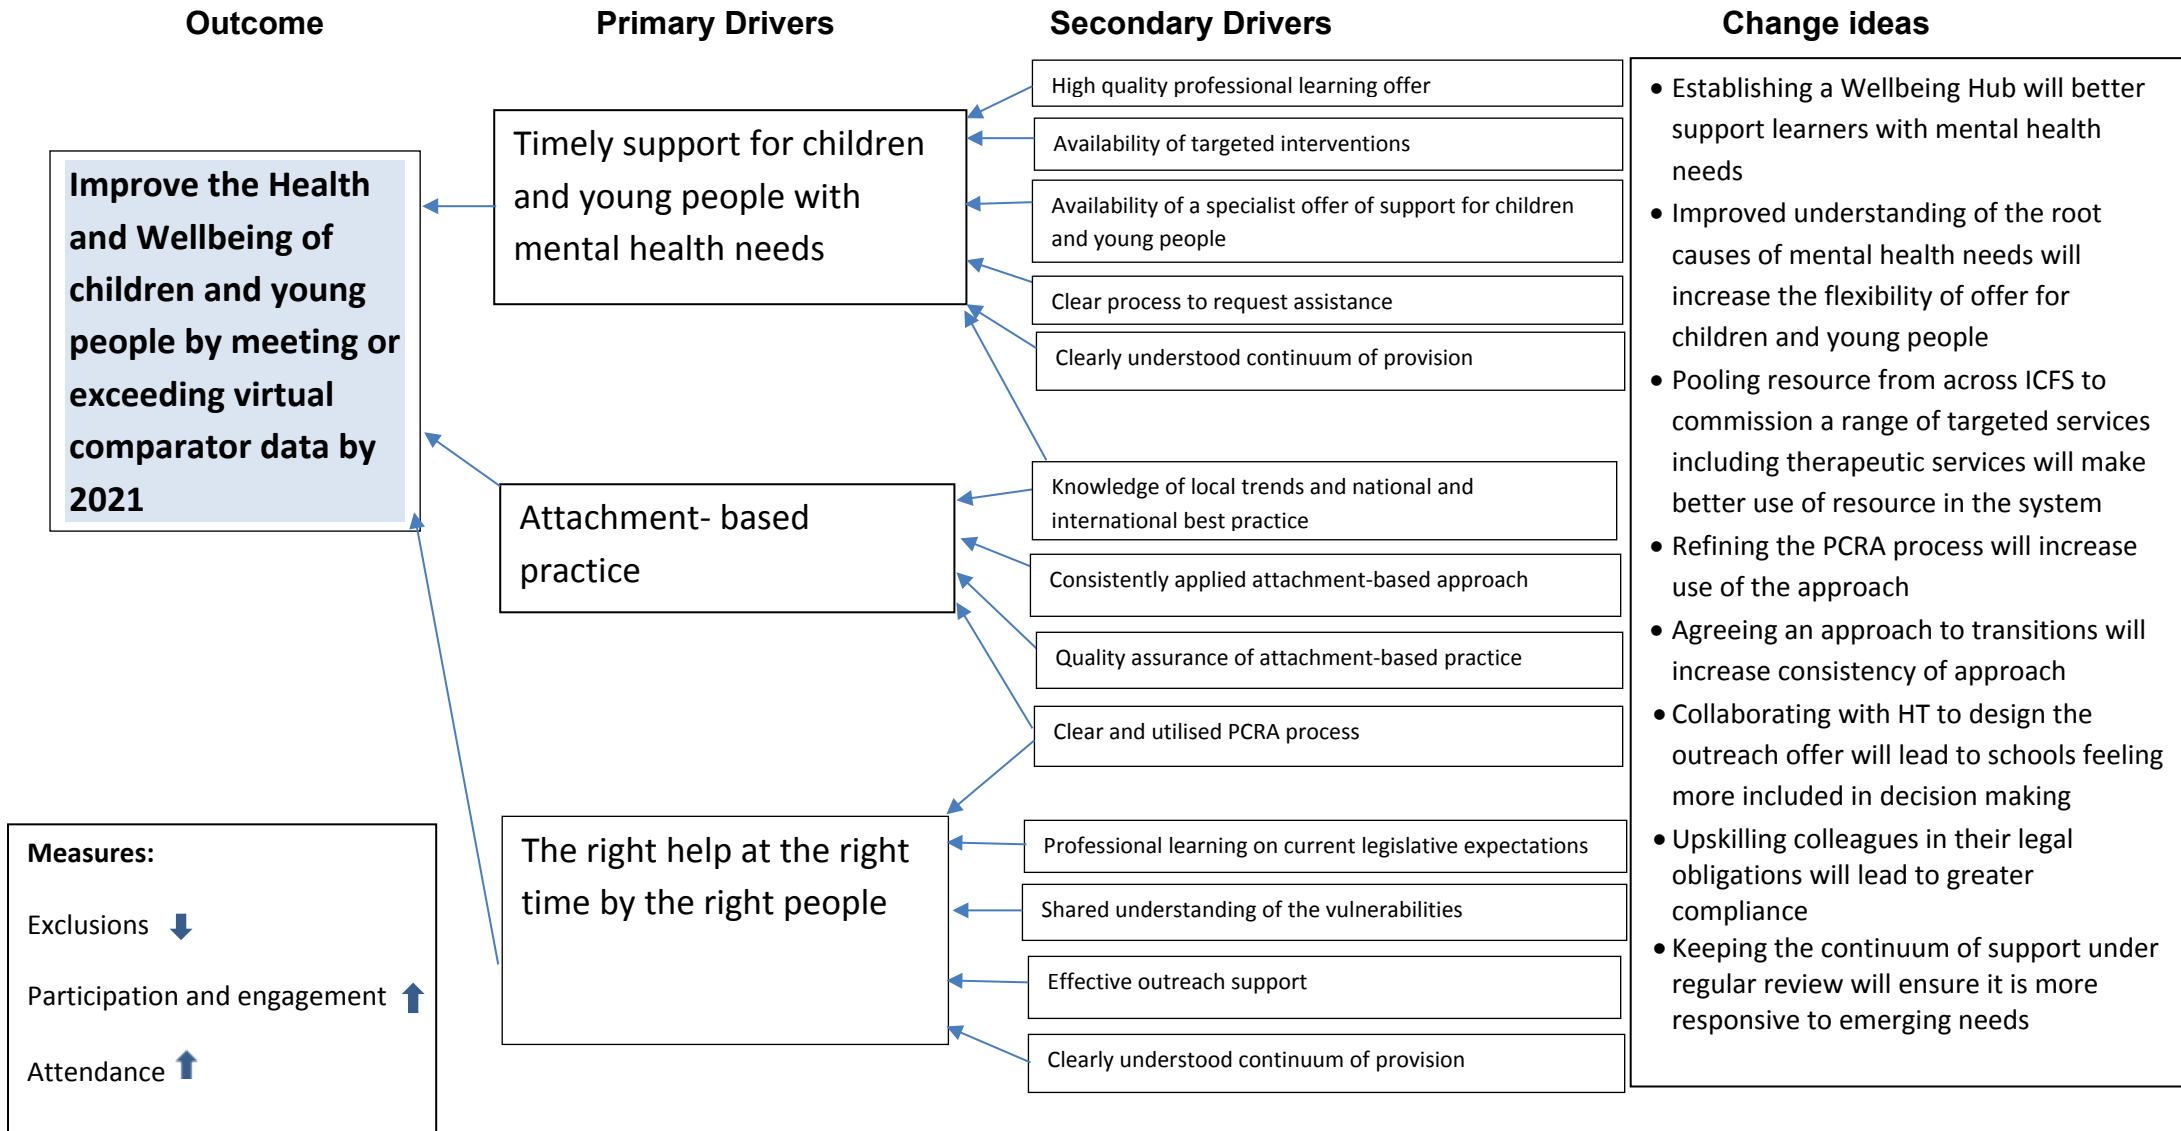 Outcome
Primary Drivers
Secondary Drivers
Change ideas
Improve the Health
and Wellbeing of
children and young
people by meeting or
exceeding virtual
comparator data by
2021
Measures:
Exclusions
Participation and engagement
Attendance
Timely support for children
and young people with
mental health needs
Attachment- based
practice
The right help at the right
time by the right people
High quality professional learning offer
Availability of targeted interventions
Availability of a specialist offer of support for children
and young people
Clear process to request assistance
Clearly understood continuum of provision
Knowledge of local trends and national and
international best practice
Consistently applied attachment-based approach
Quality assurance of attachment-based practice
Clear and utilised PCRA process
Professional learning on current legislative expectations
Shared understanding of the vulnerabilities
Effective outreach support
Clearly understood continuum of provision
• Establishing a Wellbeing Hub will better
support learners with mental health
needs
• Improved understanding of the root
causes of mental health needs will
increase the flexibility of offer for
children and young people
• Pooling resource from across ICFS to
commission a range of targeted services
including therapeutic services will make
better use of resource in the system
• Refining the PCRA process will increase
use of the approach
• Agreeing an approach to transitions will
increase consistency of approach
• Collaborating with HT to design the
outreach offer will lead to schools feeling
more included in decision making
• Upskilling colleagues in their legal
obligations will lead to greater
compliance
• Keeping the continuum of support under
regular review will ensure it is more
responsive to emerging needs